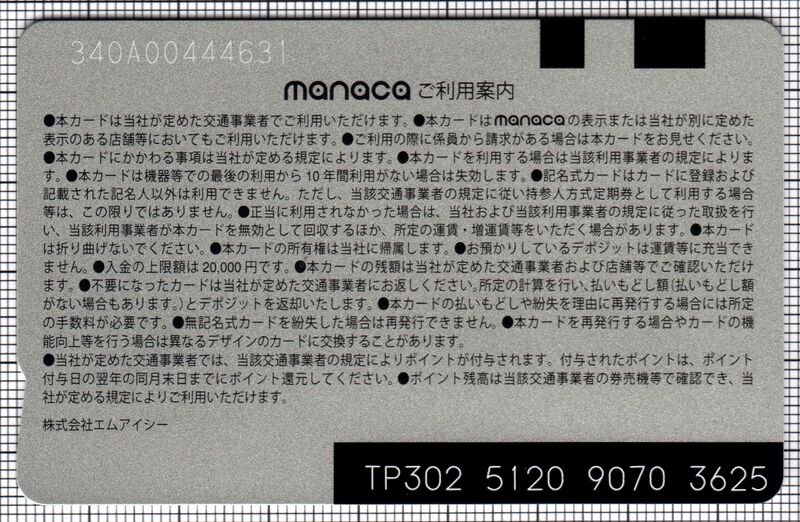 340A00444631
manacaご利用案内
●本カードは当社が定めた交通事業者でご利用いただけます。●本カードはmanacaの表示または当社が別に定めた
表示のある店舗等においてもご利用いただけます。●ご利用の際に係員から請求がある場合は本カードをお見せください。
●本カードにかかわる事項は当社が定める規定によります。●本カードを利用する場合は当該利用事業者の規定によりま
す。●本カードは機器等での最後の利用から10年間利用がない場合は失効します。●記名式カードはカードに登録および
記載された記名人以外は利用できません。ただし、当該交通事業者の規定に従い持参人方式定期券として利用する場合
等は、この限りではありません。●正当に利用されなかった場合は、当社および当該利用事業者の規定に従った取扱を行
い、当該利用事業者が本カードを無効として回収するほか、所定の運賃・増運賃等をいただく場合があります。●本カード
は折り曲げないでください。●本カードの所有権は当社に帰属します。●お預かりしているデポジットは運賃等に充当でき
ません。●入金の上限額は20,000円です。●本カードの残額は当社が定めた交通事業者および店舗等でご確認いただけ
ます。●不要になったカードは当社が定めた交通事業者にお返しください。所定の計算を行い、払いもどし額(払いもどし額
がない場合もあります。)とデポジットを返却いたします。●本カードの払いもどしや紛失を理由に再発行する場合には所定
の手数料が必要です。●無記名式カードを紛失した場合は再発行できません。●本カードを再発行する場合やカードの機
能向上等を行う場合は異なるデザインのカードに交換することがあります。
●当社が定めた交通事業者では、当該交通事業者の規定によりポイントが付与されます。付与されたポイントは、ポイント
付与日の翌年の同月末日までにポイント還元してください。●ポイント残高は当該交通事業者の券売機等で確認でき、当
社が定める規定によりご利用いただけます。
株式会社エムアイシー
TP302 5120 9070 3625